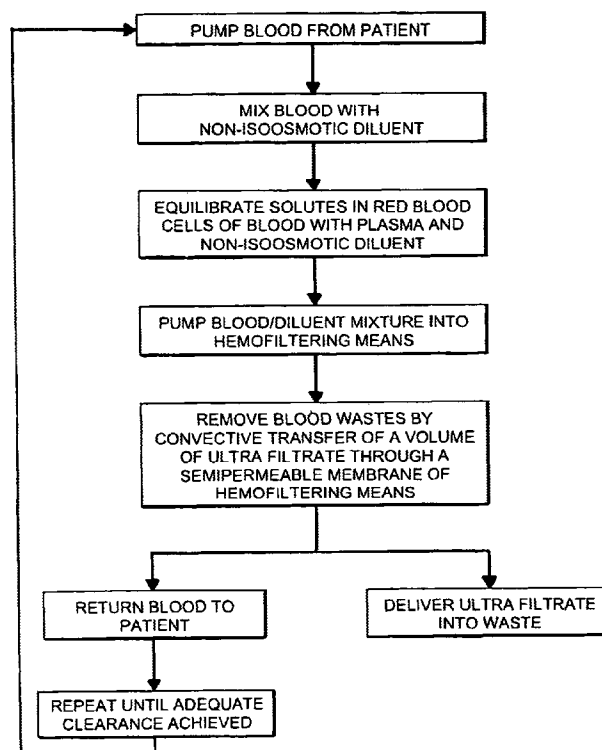 PUMP BLOOD FROM PATIENT
MIX BLOOD WITH
NON-ISOOSMOTIC DILUENT
EQUILIBRATE SOLUTES IN RED BLOOD
CELLS OF BLOOD WITH PLASMA AND
NON-ISOOSMOTIC DILUENT
PUMP BLOOD/DILUENT MIXTURE INTO
HEMOFILTERING MEANS
REMOVE BLOOD WASTES BY
CONVECTIVE TRANSFER OF A VOLUME
OF ULTRA FILTRATE THROUGH A
SEMIPERMEABLE MEMBRANE OF
HEMOFILTERING MEANS
RETURN BLOOD TO
PATIENT
DELIVER ULTRA FILTRATE
INTO WASTE
REPEAT UNTIL ADEQUATE
CLEARANCE ACHIEVED